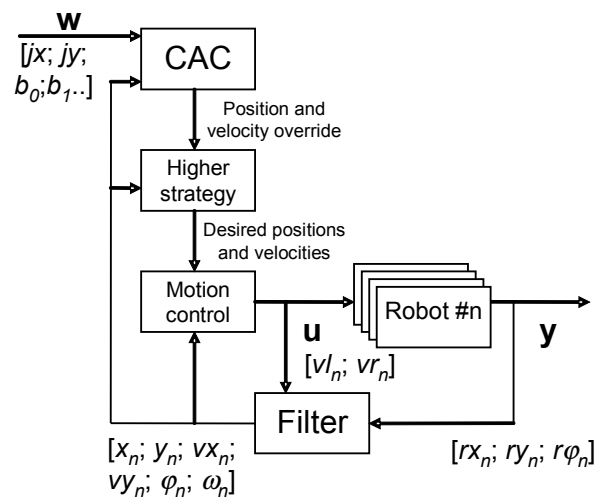 w
[jx; jy;
b0;b1..]
CAC
Position and
velocity override
Higher
strategy
Desired positions
and velocities
Motion
control
Robot #n
u
y
[vln; vrn]
Filter
[xn; yn; vxn;
vyn; φn; ωn]
[rxn; ryn; rφn]